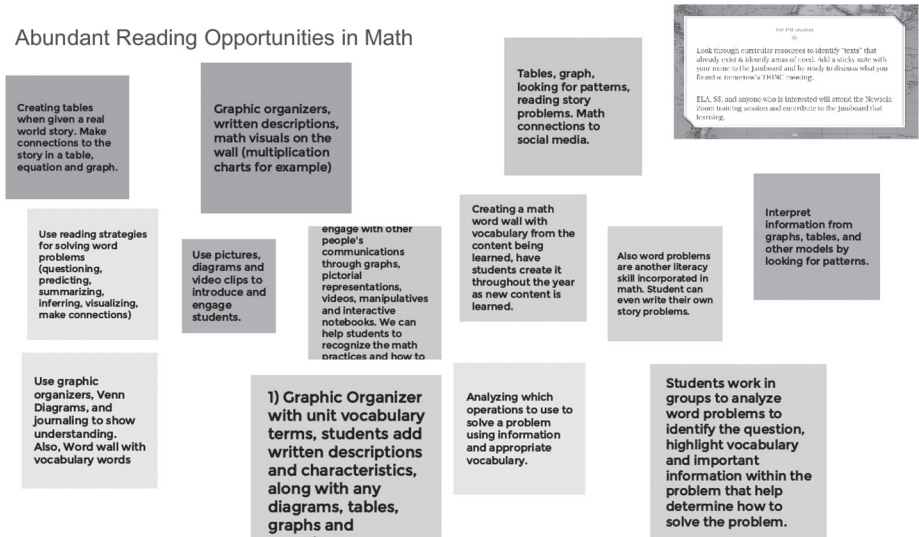 Abundant Reading Opportunities in Math
Look through curricular resources to identify "texts" that
already exist & identify areas of need. Add a sticky note with
your name to the Jamboard and be ready to discuss what you
found at tomorrow's THINC meeting.
ELA, SS, and anyone who is interested will attend the Newsela
Zoom training session and contribute to the Jamboard that
learning.
Creating tables
when given a real
world story. Make
connections to the
story in a table,
equation and graph.
Graphic organizers,
written descriptions,
math visuals on the
wall (multiplication
charts for example)
Tables, graph,
looking for patterns,
reading story
problems. Math
connections to
social media.
Use reading strategies
for solving word
problems
(questioning,
predicting,
summarizing,
inferring, visualizing,
make connections)
Use pictures,
diagrams and
video clips to
introduce and
engage
students.
engage with other
people's
communications
through graphs,
pictorial
representations,
videos, manipulatives
and interactive
notebooks. We can
help students to
recognize the math
practices and how to
Creating a math
word wall with
vocabulary from the
content being
learned, have
students create it
throughout the year
as new content is
learned.
Also word problems
are another literacy
skill incorporated in
math. Student can
even write their own
story problems.
Interpret
information from
graphs, tables, and
other models by
looking for patterns.
Use graphic
organizers, Venn
Diagrams, and
journaling to show
understanding.
Also, Word wall with
vocabulary words
1) Graphic Organizer
with unit vocabulary
terms, students add
written descriptions
and characteristics,
along with any
diagrams, tables,
graphs and
Analyzing which
operations to use to
solve a problem
using information
and appropriate
vocabulary.
Students work in
groups to analyze
word problems to
identify the question,
highlight vocabulary
and important
information within the
problem that help
determine how to
solve the problem.